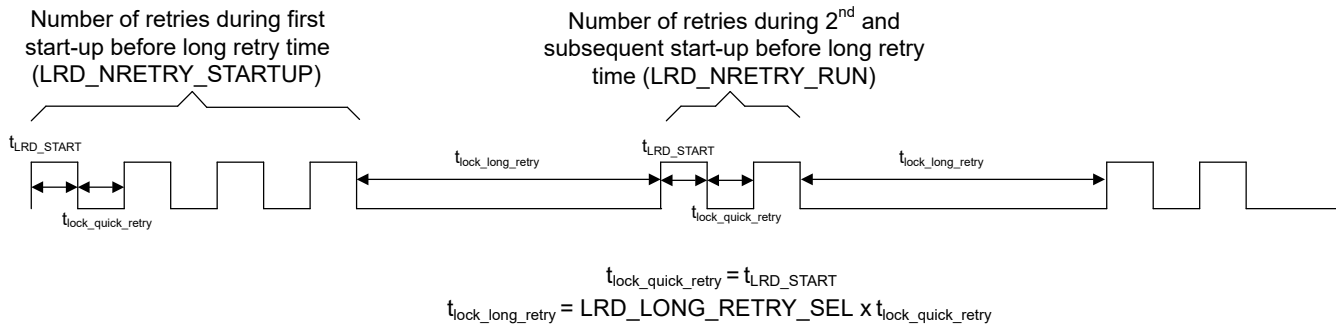 Number of retries during first
start-up before long retry time
(LRD_NRETRY_STARTUP)
Number of retries during 2nd and
subsequent start-up before long retry
time (LRD_NRETRY_RUN)
tLRD_START
tlock_quick_retry
tlock_long_retry
tLRD_START
tlock_quick_retry
tlock_long_retry
tlock_quick_retry = tLRD_START
tlock_long_retry = LRD_LONG_RETRY_SEL x tlock_quick_retry